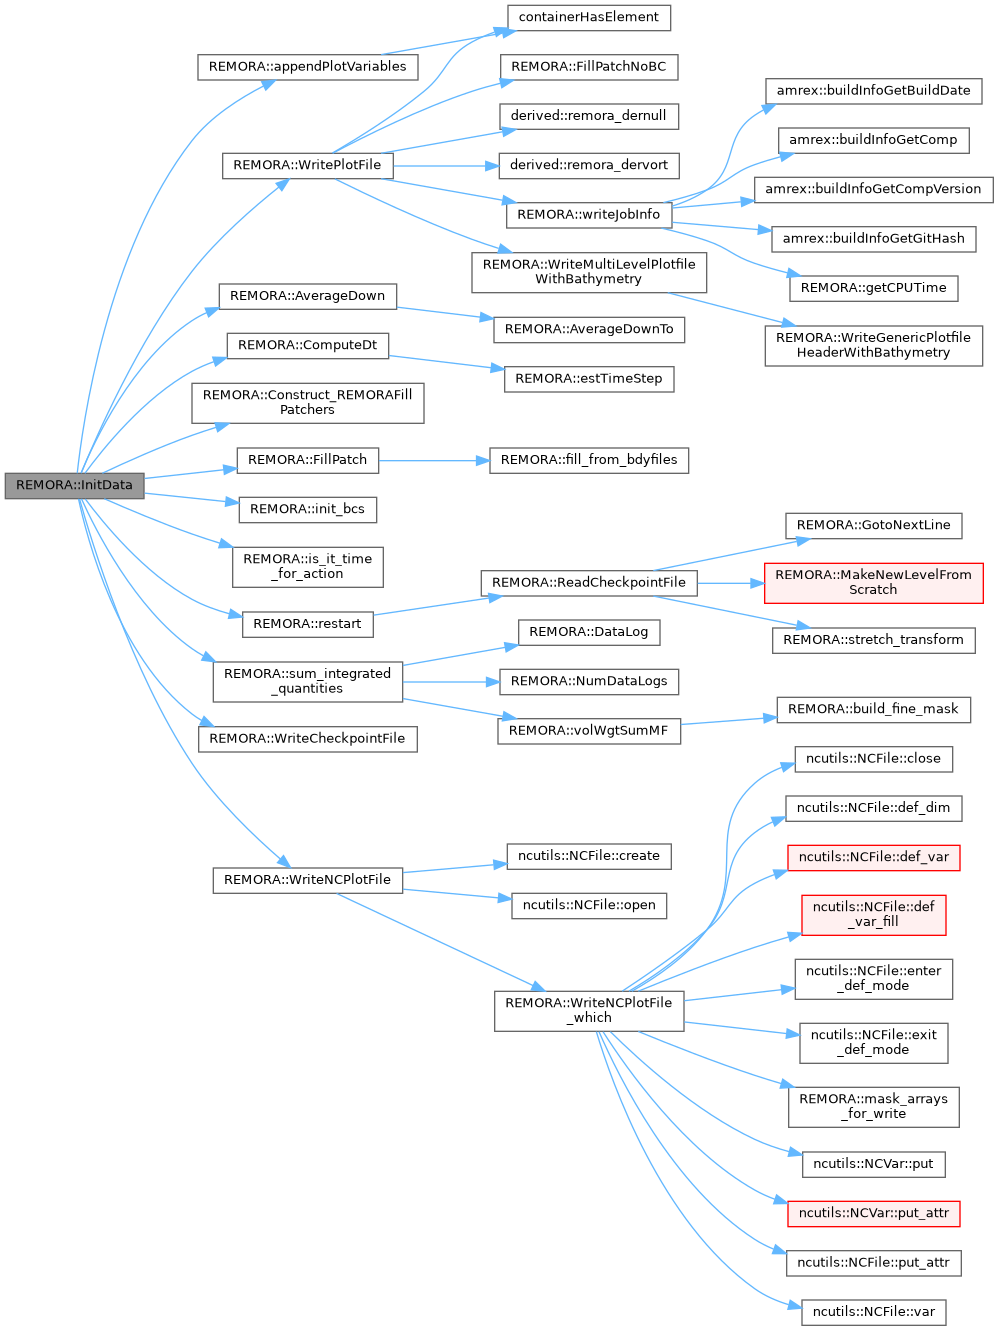 containerHasElement
REMORA::appendPlotVariables
REMORA::FillPatchNoBC
amrex::buildInfoGetBuildDate
derived::remora_dernull
amrex::buildInfoGetComp
REMORA::WritePlotFile
derived::remora_dervort
amrex::buildInfoGetCompVersion
REMORA::writeJobInfo
amrex::buildInfoGetGitHash
REMORA::WriteMultiLevelPlotfile
WithBathymetry
REMORA::getCPUTime
REMORA::AverageDown
REMORA::AverageDownTo
REMORA::WriteGenericPlotfile
HeaderWithBathymetry
REMORA::ComputeDt
REMORA::estTimeStep
REMORA::Construct_REMORAFill
Patchers
REMORA::FillPatch
REMORA::fill_from_bdyfiles
REMORA::InitData
REMORA::init_bcs
REMORA::GotoNextLine
REMORA::is_it_time
_for_action
REMORA::ReadCheckpointFile
REMORA::MakeNewLevelFrom
Scratch
REMORA::restart
REMORA::DataLog
REMORA::stretch_transform
REMORA::sum_integrated
_quantities
REMORA::NumDataLogs
REMORA::build_fine_mask
REMORA::volWgtSumMF
REMORA::WriteCheckpointFile
ncutils::NCFile::close
ncutils::NCFile::def_dim
ncutils::NCFile::create
ncutils::NCFile::def_var
REMORA::WriteNCPlotFile
ncutils::NCFile::open
ncutils::NCFile::def
_var_fill
ncutils::NCFile::enter
_def_mode
REMORA::WriteNCPlotFile
_which
ncutils::NCFile::exit
_def_mode
REMORA::mask_arrays
_for_write
ncutils::NCVar::put
ncutils::NCVar::put_attr
ncutils::NCFile::put_attr
ncutils::NCFile::var